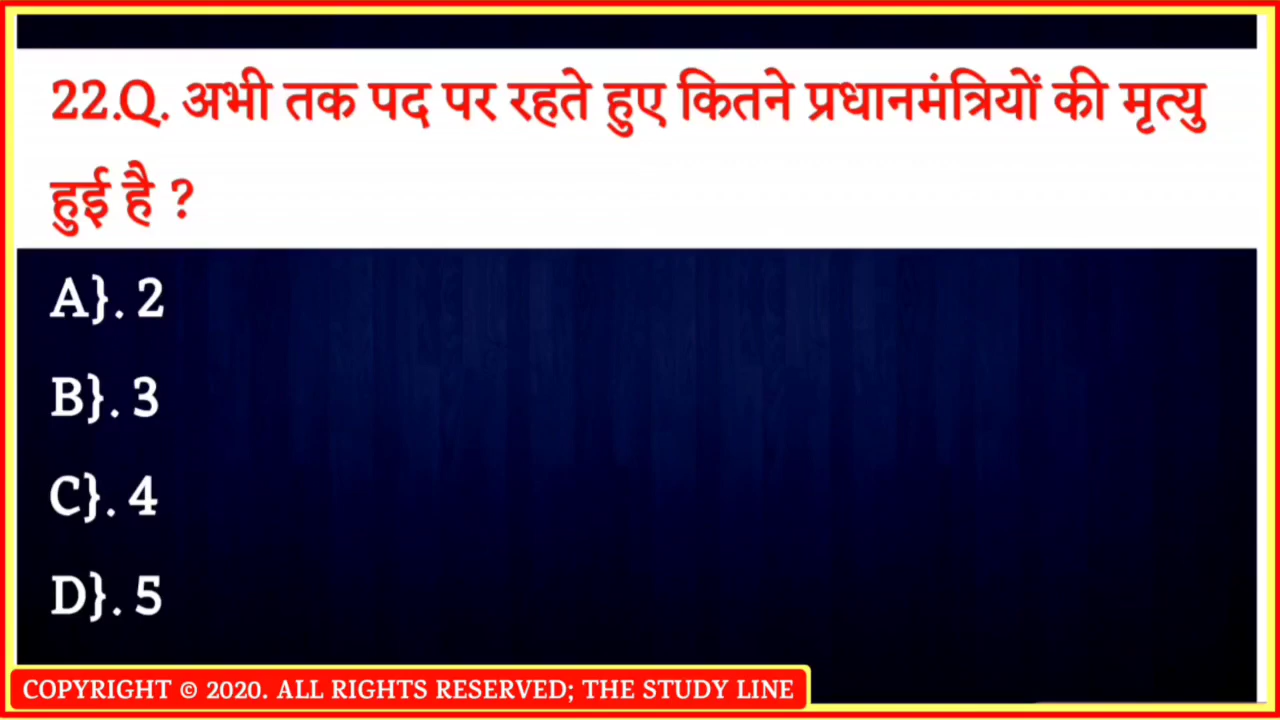 22.Q. अभी तक पद पर रहते हुए कितने प्रधानमंत्रियों की मृत्यु
हुई है ?
A}. 2
B}. 3
C}. 4
D}. 5
COPYRIGHT © 2020. ALL RIGHTS RESERVED; THE STUDY LINE